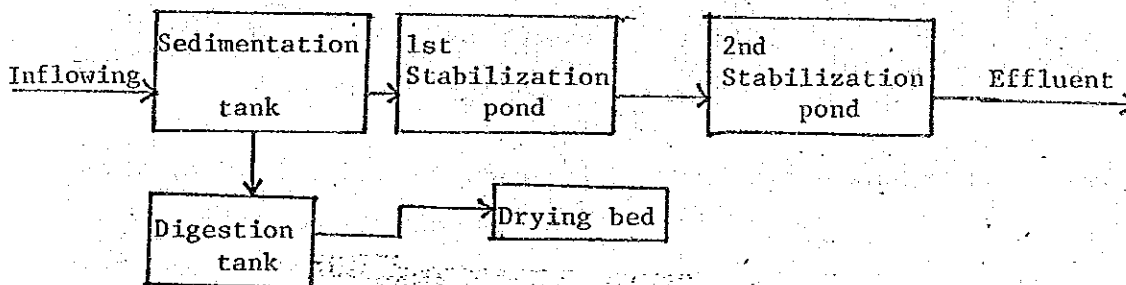 Inflowing
Sedimentation
tank
1st
Stabilization
pond
2nd
Stabilization
pond
Effluent
Digestion
tank
Drying bed